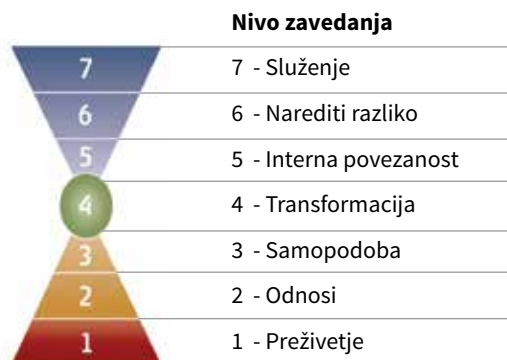 Nivo zavedanja
7 7 - Služenje
6 6 - Narediti razliko
5 5 - Interna povezanost
4 4 - Transformacija
3 3 - Samopodoba
2 2 - Odnosi
1 1 - Preživetje